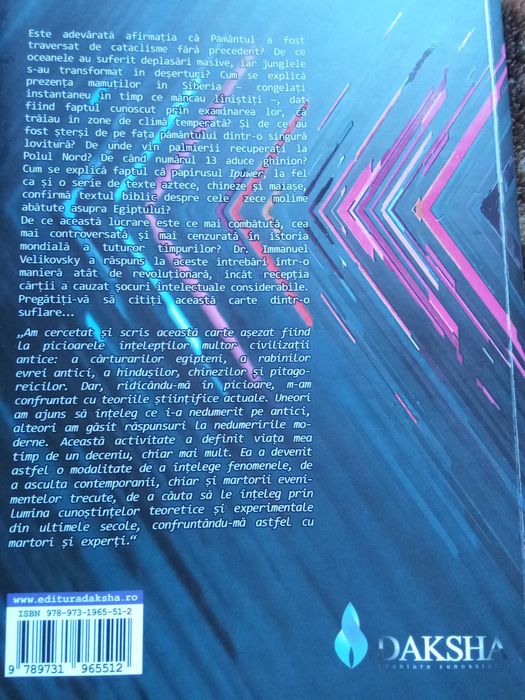 Este adevărată afirmația că Pământul a fost
traversat de cataclisme fără precedent? De ce
oceanele au suferit deplasări masive, iar junglele
s-au transformat în deșerturi? Cum se explică
prezența mamuților în Siberia – congelați
instantaneu în timp ce mâncau liniștiți –, dat
fiind faptul cunoscut prin examinarea lor, că
trăiau în zone de climă temperată? Și de ce au
fost șterși de pe fața pământului dintr-o singură
lovitură? De unde vin palmierii recuperați la
Polul Nord? De când numărul 13 aduce ghinion?
Cum se explică faptul că papirusul Ipuwer, la fel
ca și o serie de texte aztece, chineze și maiașe,
confirmă textul biblic despre cele zece molime
abătute asupra Egiptului?
De ce această lucrare este ce mai combătută, cea
mai controversată și mai cenzurată în istoria
mondială a tuturor timpurilor? Dr. Immanuel
Velikovsky a răspuns la aceste întrebări într-o
manieră atât de revoluționară, încât recepția
cărții a cauzat șocuri intelectuale considerabile.
Pregătiți-vă să citiți această carte dintr-o
suflare...
„Am cercetat și scris această carte așezat fiind
la picioarele înțelepților multor civilizații
antice: a cărturarilor egipteni, a rabinilor
evrei antici, a hindușilor, chinezilor și pitago-
reicilor. Dar, ridicându-mă în picioare, m-am
confruntat cu teoriile științifice actuale. Uneori
am ajuns să înțeleg ce i-a nedumerit pe antici,
alteori am găsit răspunsuri la nedumeririle mo-
derne. Această activitate a definit viața mea
timp de un deceniu, chiar mai mult. Ea a devenit
astfel o modalitate de a înțelege fenomenele, de
a asculta contemporanii, chiar și martorii eveni-
mentelor trecute, de a căuta să le înțeleg prin
lumina cunoștințelor teoretice și experimentale
din ultimele secole, confruntându-mă astfel cu
martori și experți.“
www.edituradaksha.ro
ISBN 978-973-1965-51-2
9 789731 965512
DAKSHA